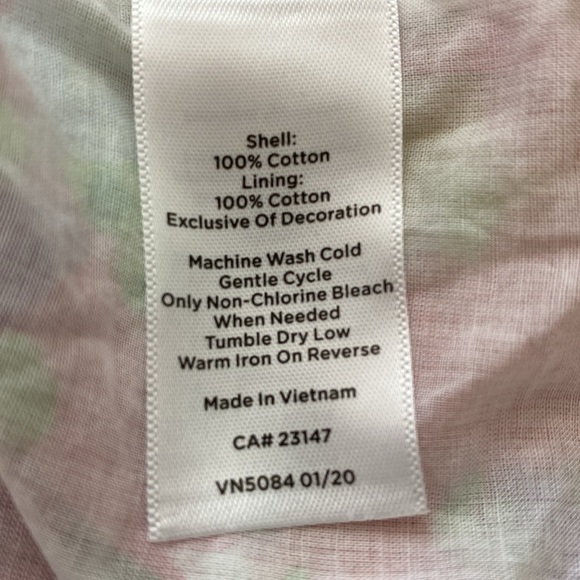 Shell:
100% Cotton
Lining:
100% Cotton
Exclusive Of Decoration
Machine Wash Cold
Gentle Cycle
Only Non-Chlorine Bleach
When Needed
Tumble Dry Low
Warm Iron On Reverse
Made In Vietnam
CA# 23147
VN5084 01/20